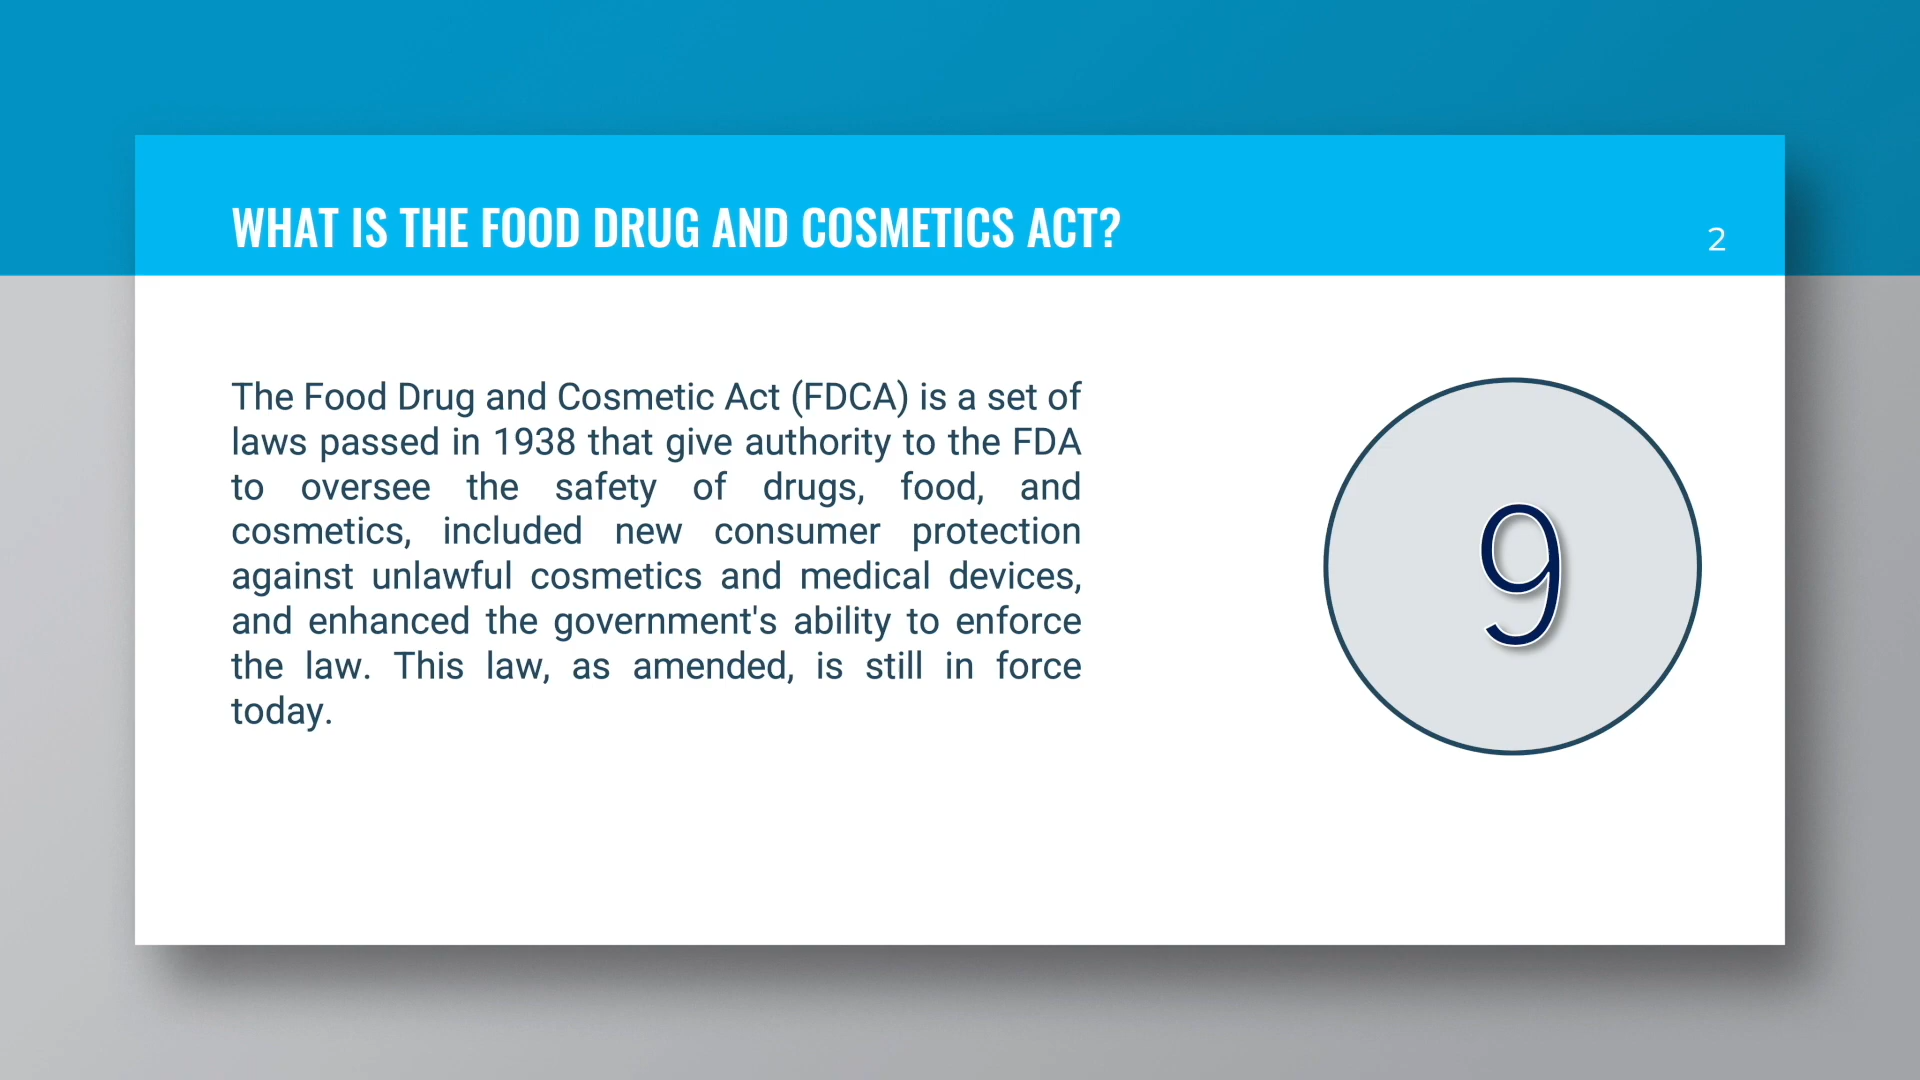 WHAT IS THE FOOD DRUG AND COSMETICS ACT?
2
The Food Drug and Cosmetic Act (FDCA) is a set of
laws passed in 1938 that give authority to the FDA
to oversee the safety of drugs, food, and
cosmetics, included new consumer protection
against unlawful cosmetics and medical devices,
and enhanced the government's ability to enforce
the law. This law, as amended, is still in force
today.
9